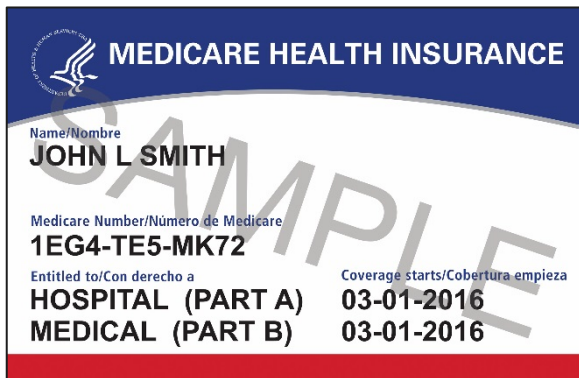 MEDICARE HEALTH INSURANCE
Name/Nombre
JOHN L SMITH
Medicare Number/Número de Medicare
1EG4-TE5-MK72
Entitled to/Con derecho a Coverage starts/Cobertura empieza
HOSPITAL (PART A) 03-01-2016
MEDICAL (PART B) 03-01-2016
SAMPLE